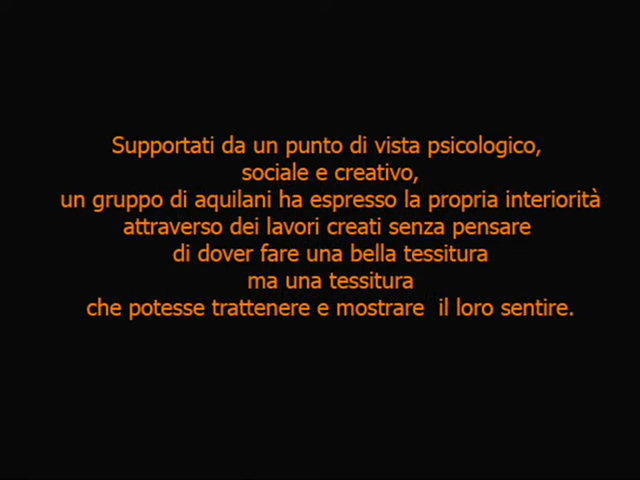 Supportati da un punto di vista psicologico,
sociale e creativo,
un gruppo di aquilani ha espresso la propria interiorità
attraverso dei lavori creati senza pensare
di dover fare una bella tessitura
ma una tessitura
che potesse trattenere e mostrare  il loro sentire.